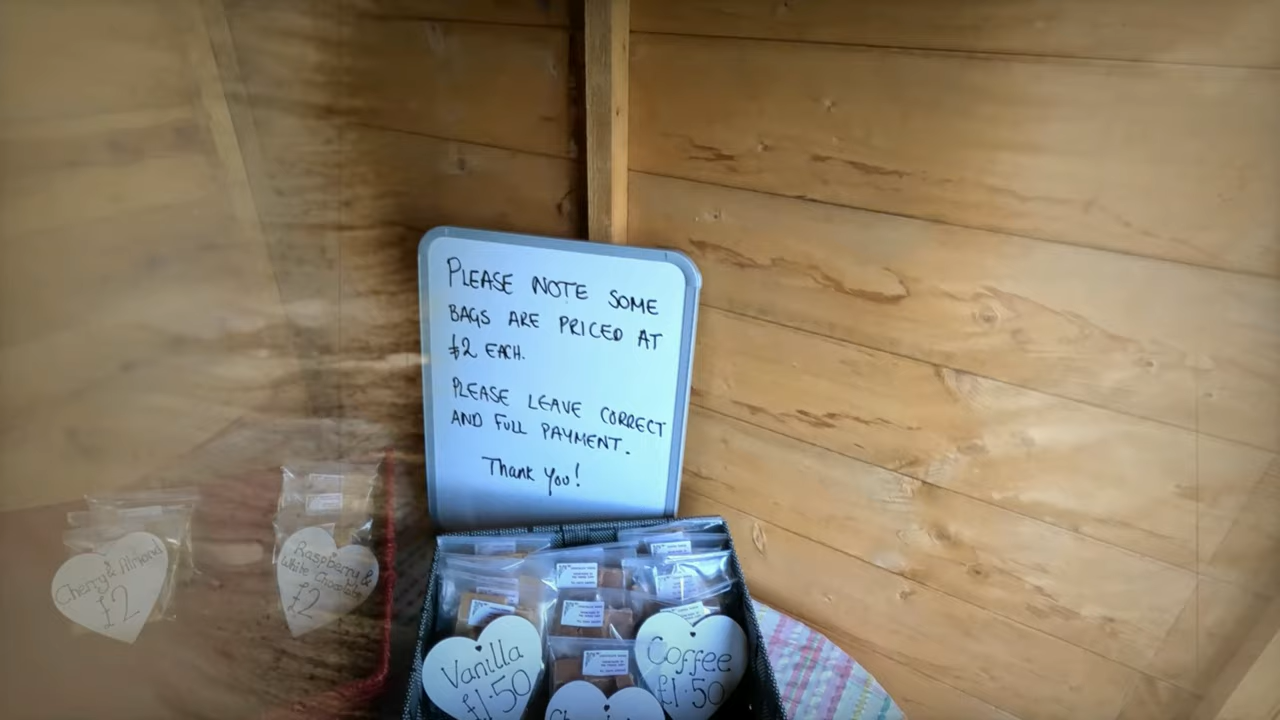 PLEASE NOTE SOME
BAGS ARE PRICED AT
£2 EACH.
PLEASE LEAVE CORRECT
AND FULL PAYMENT.
Thank You!
Cherry & Almond
£2
Raspberry &
White Chocolate
£2
Vanilla
£1.50
Coffee
£1.50